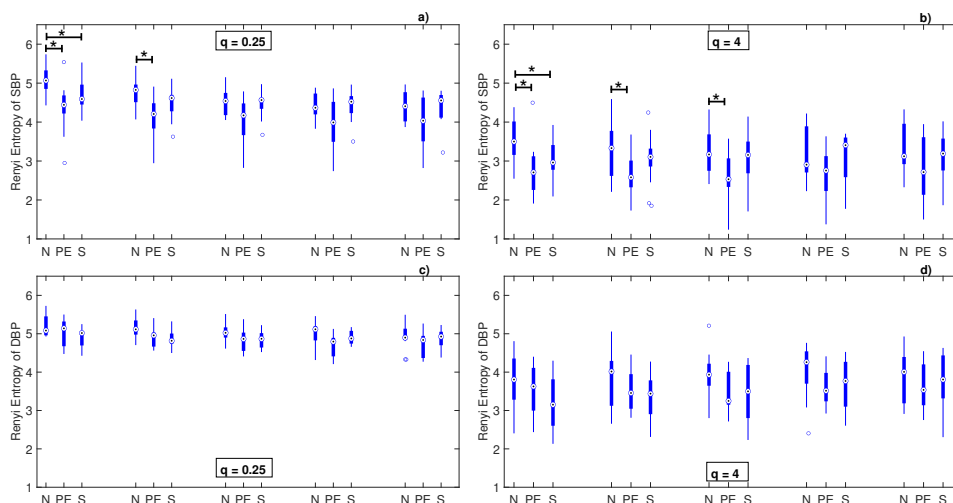 a)
q = 0.25
* * *
Renyi Entropy of SBP
6
5
4
3
2
1
N PE S N PE S N PE S N PE S N PE S
b)
q = 4
* * * *
Renyi Entropy of SBP
6
5
4
3
2
1
N PE S N PE S N PE S N PE S N PE S
c)
Renyi Entropy of DBP
6
5
4
3
2
1
q = 0.25
N PE S N PE S N PE S N PE S N PE S
d)
Renyi Entropy of DBP
6
5
4
3
2
1
q = 4
N PE S N PE S N PE S N PE S N PE S